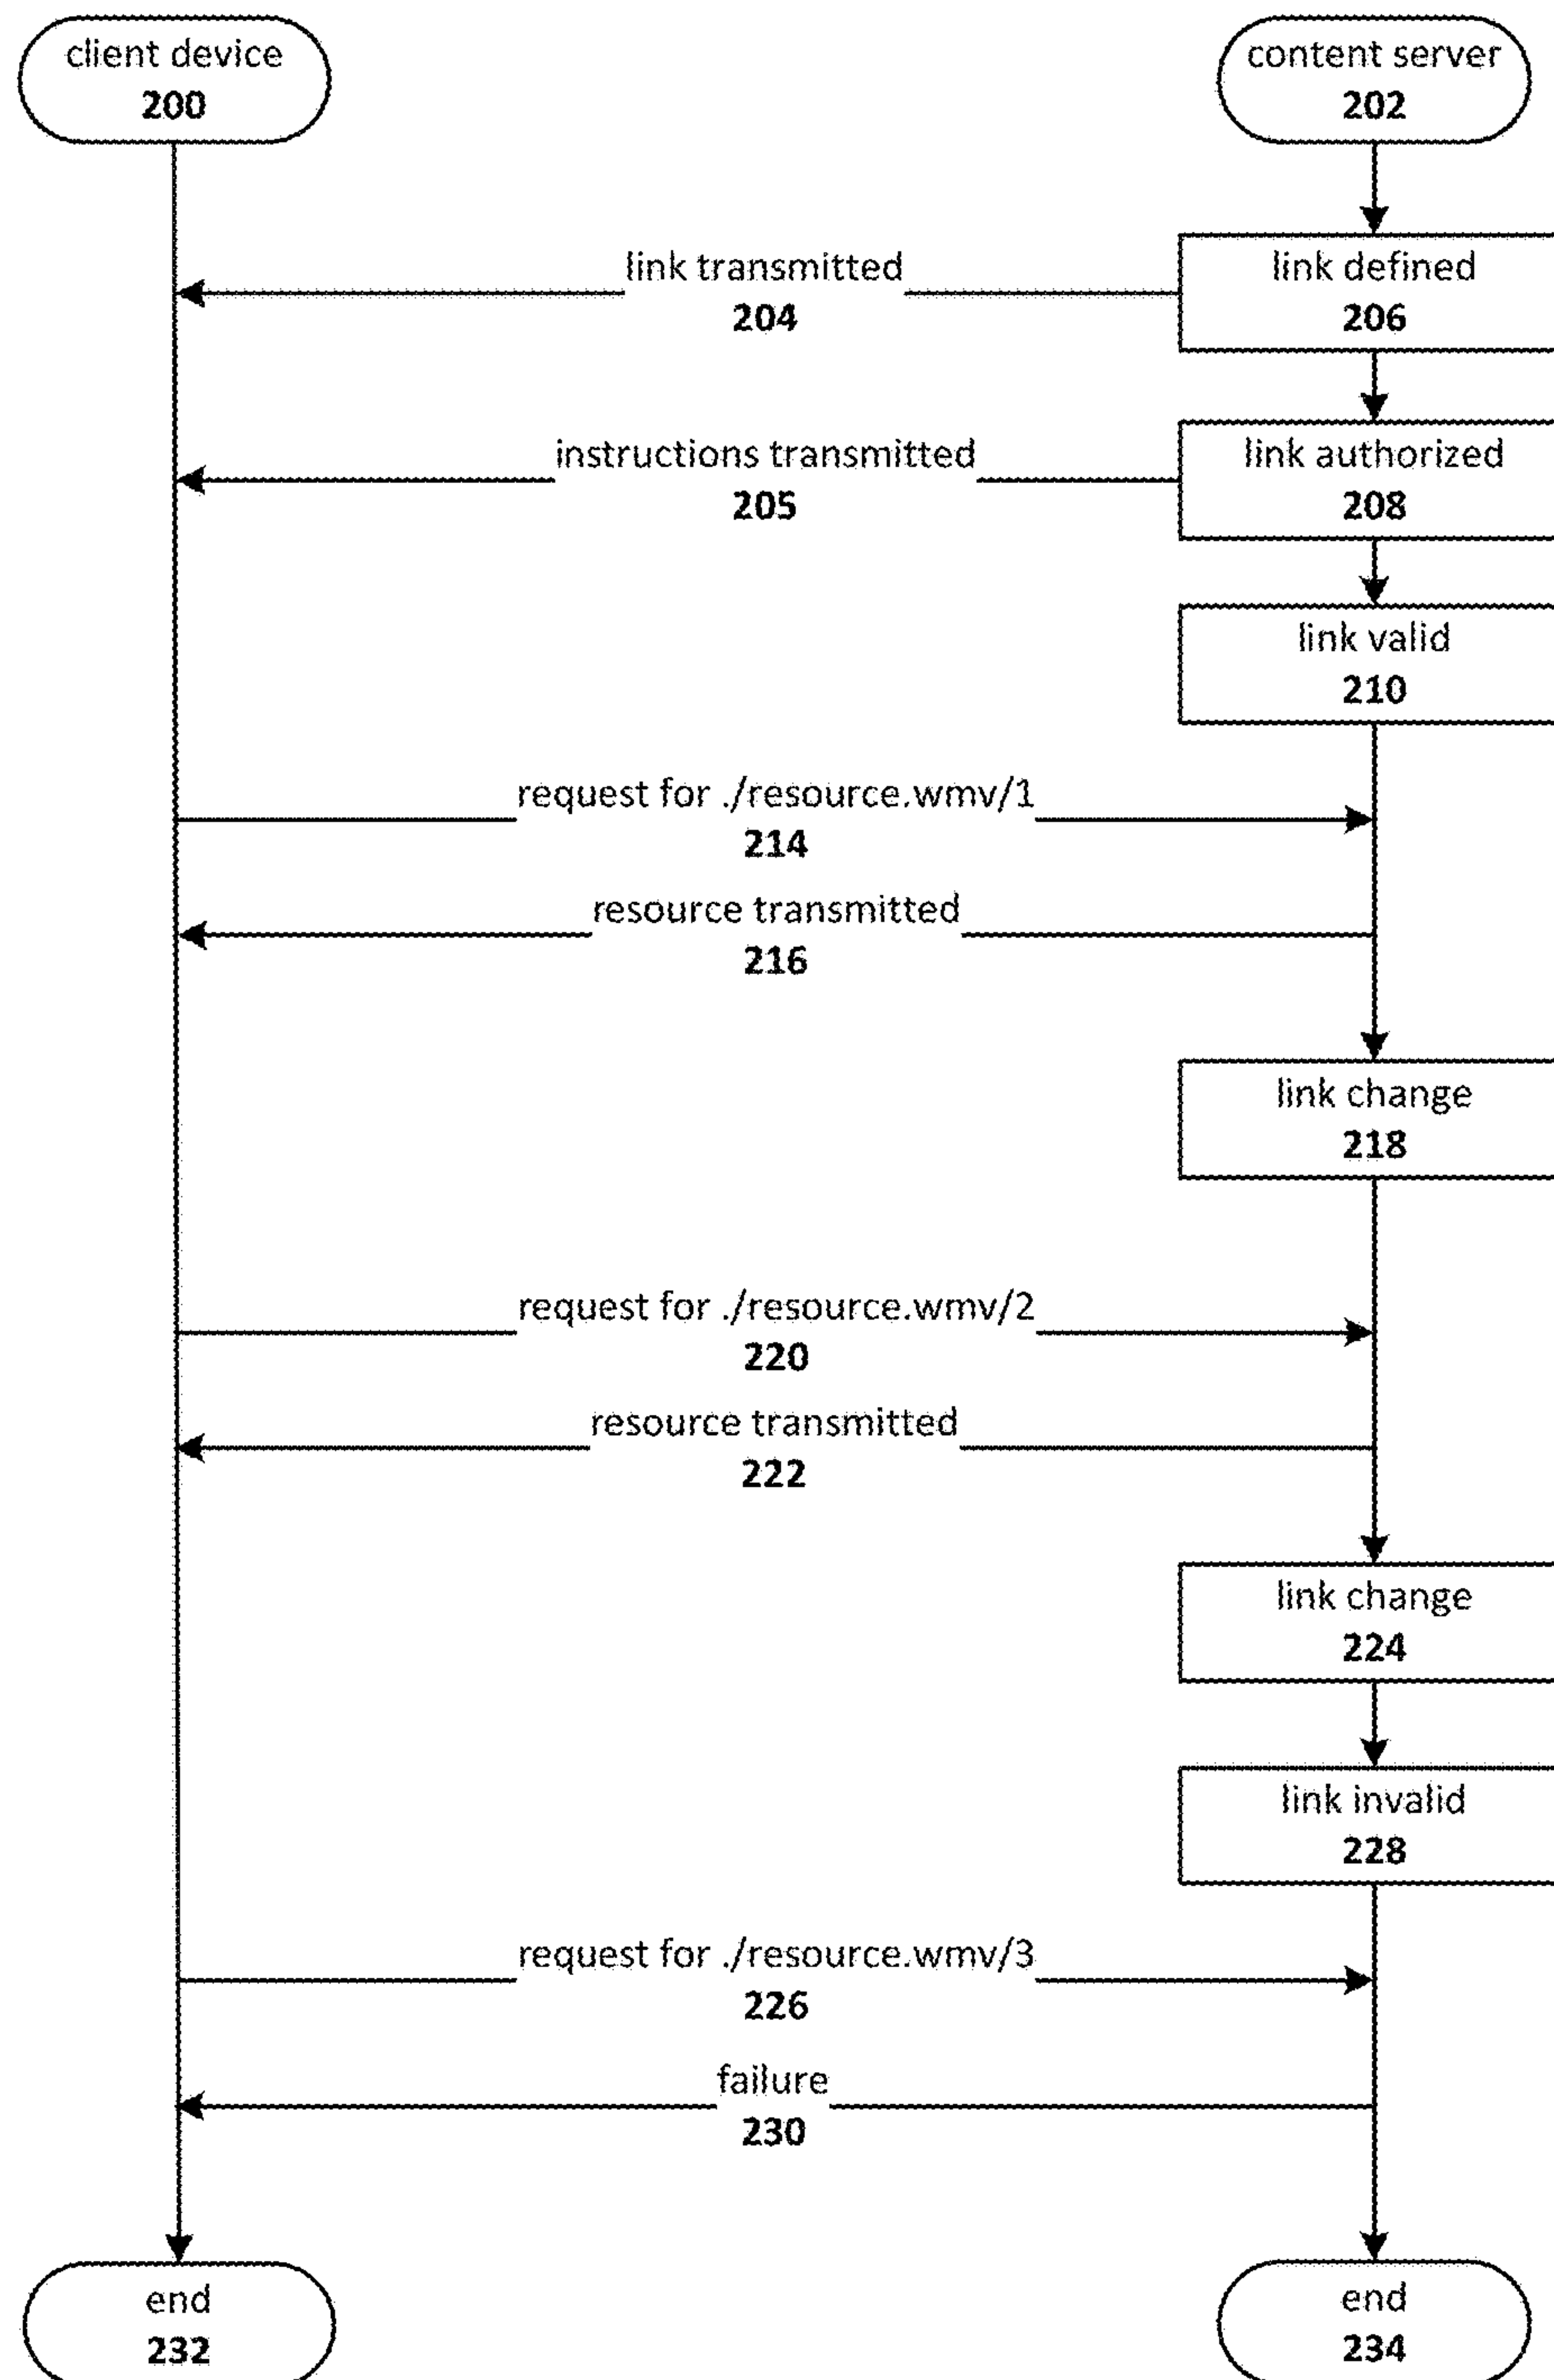 client device
200
content server
202
link transmitted
204
link defined
206
instructions transmitted
205
link authorized
208
link valid
210
request for ./resource.wmv/1
214
resource transmitted
216
link change
218
request for ./resource.wmv/2
220
resource transmitted
222
link change
224
link invalid
228
request for ./resource.wmv/3
226
failure
230
end
232
end
234